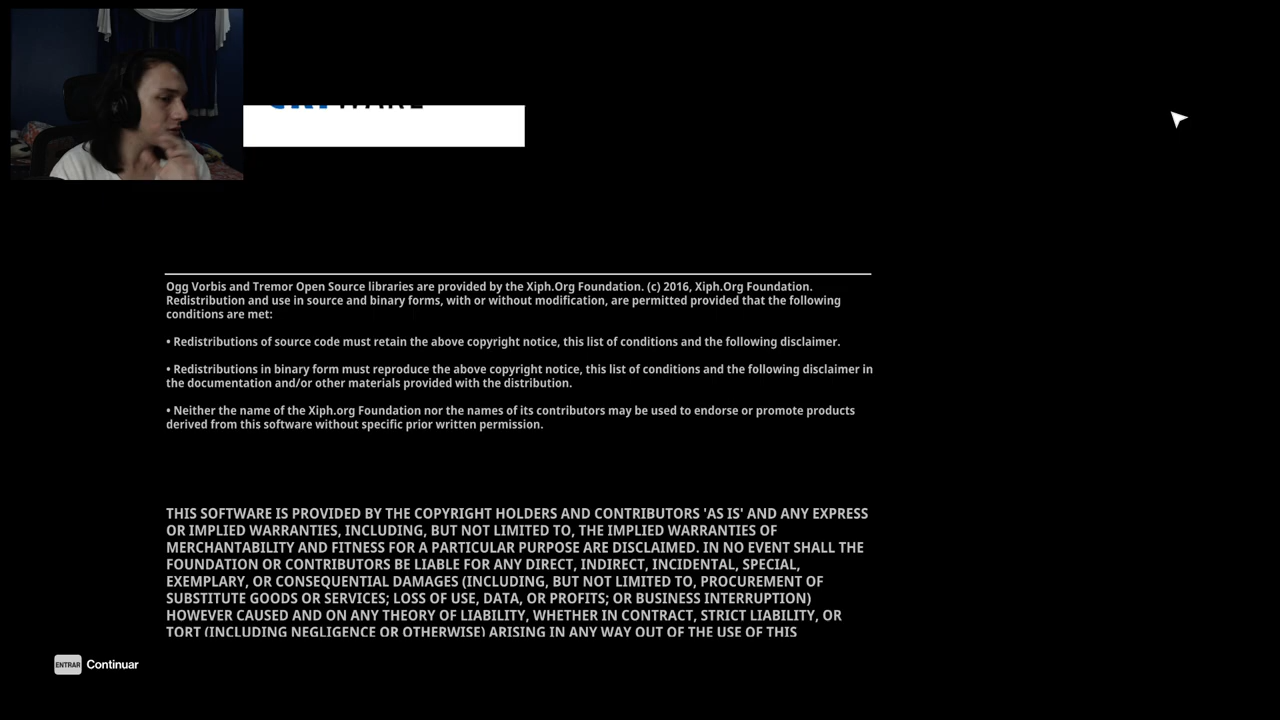 Ogg Vorbis and Tremor Open Source libraries are provided by the Xiph.Org Foundation. (c) 2016, Xiph.Org Foundation.
Redistribution and use in source and binary forms, with or without modification, are permitted provided that the following
conditions are met:
• Redistributions of source code must retain the above copyright notice, this list of conditions and the following disclaimer.
• Redistributions in binary form must reproduce the above copyright notice, this list of conditions and the following disclaimer in
the documentation and/or other materials provided with the distribution.
• Neither the name of the Xiph.org Foundation nor the names of its contributors may be used to endorse or promote products
derived from this software without specific prior written permission.
THIS SOFTWARE IS PROVIDED BY THE COPYRIGHT HOLDERS AND CONTRIBUTORS 'AS IS' AND ANY EXPRESS
OR IMPLIED WARRANTIES, INCLUDING, BUT NOT LIMITED TO, THE IMPLIED WARRANTIES OF
MERCHANTABILITY AND FITNESS FOR A PARTICULAR PURPOSE ARE DISCLAIMED. IN NO EVENT SHALL THE
FOUNDATION OR CONTRIBUTORS BE LIABLE FOR ANY DIRECT, INDIRECT, INCIDENTAL, SPECIAL,
EXEMPLARY, OR CONSEQUENTIAL DAMAGES (INCLUDING, BUT NOT LIMITED TO, PROCUREMENT OF
SUBSTITUTE GOODS OR SERVICES; LOSS OF USE, DATA, OR PROFITS; OR BUSINESS INTERRUPTION)
HOWEVER CAUSED AND ON ANY THEORY OF LIABILITY, WHETHER IN CONTRACT, STRICT LIABILITY, OR
TORT (INCLUDING NEGLIGENCE OR OTHERWISE) ARISING IN ANY WAY OUT OF THE USE OF THIS
ENTRAR Continuar